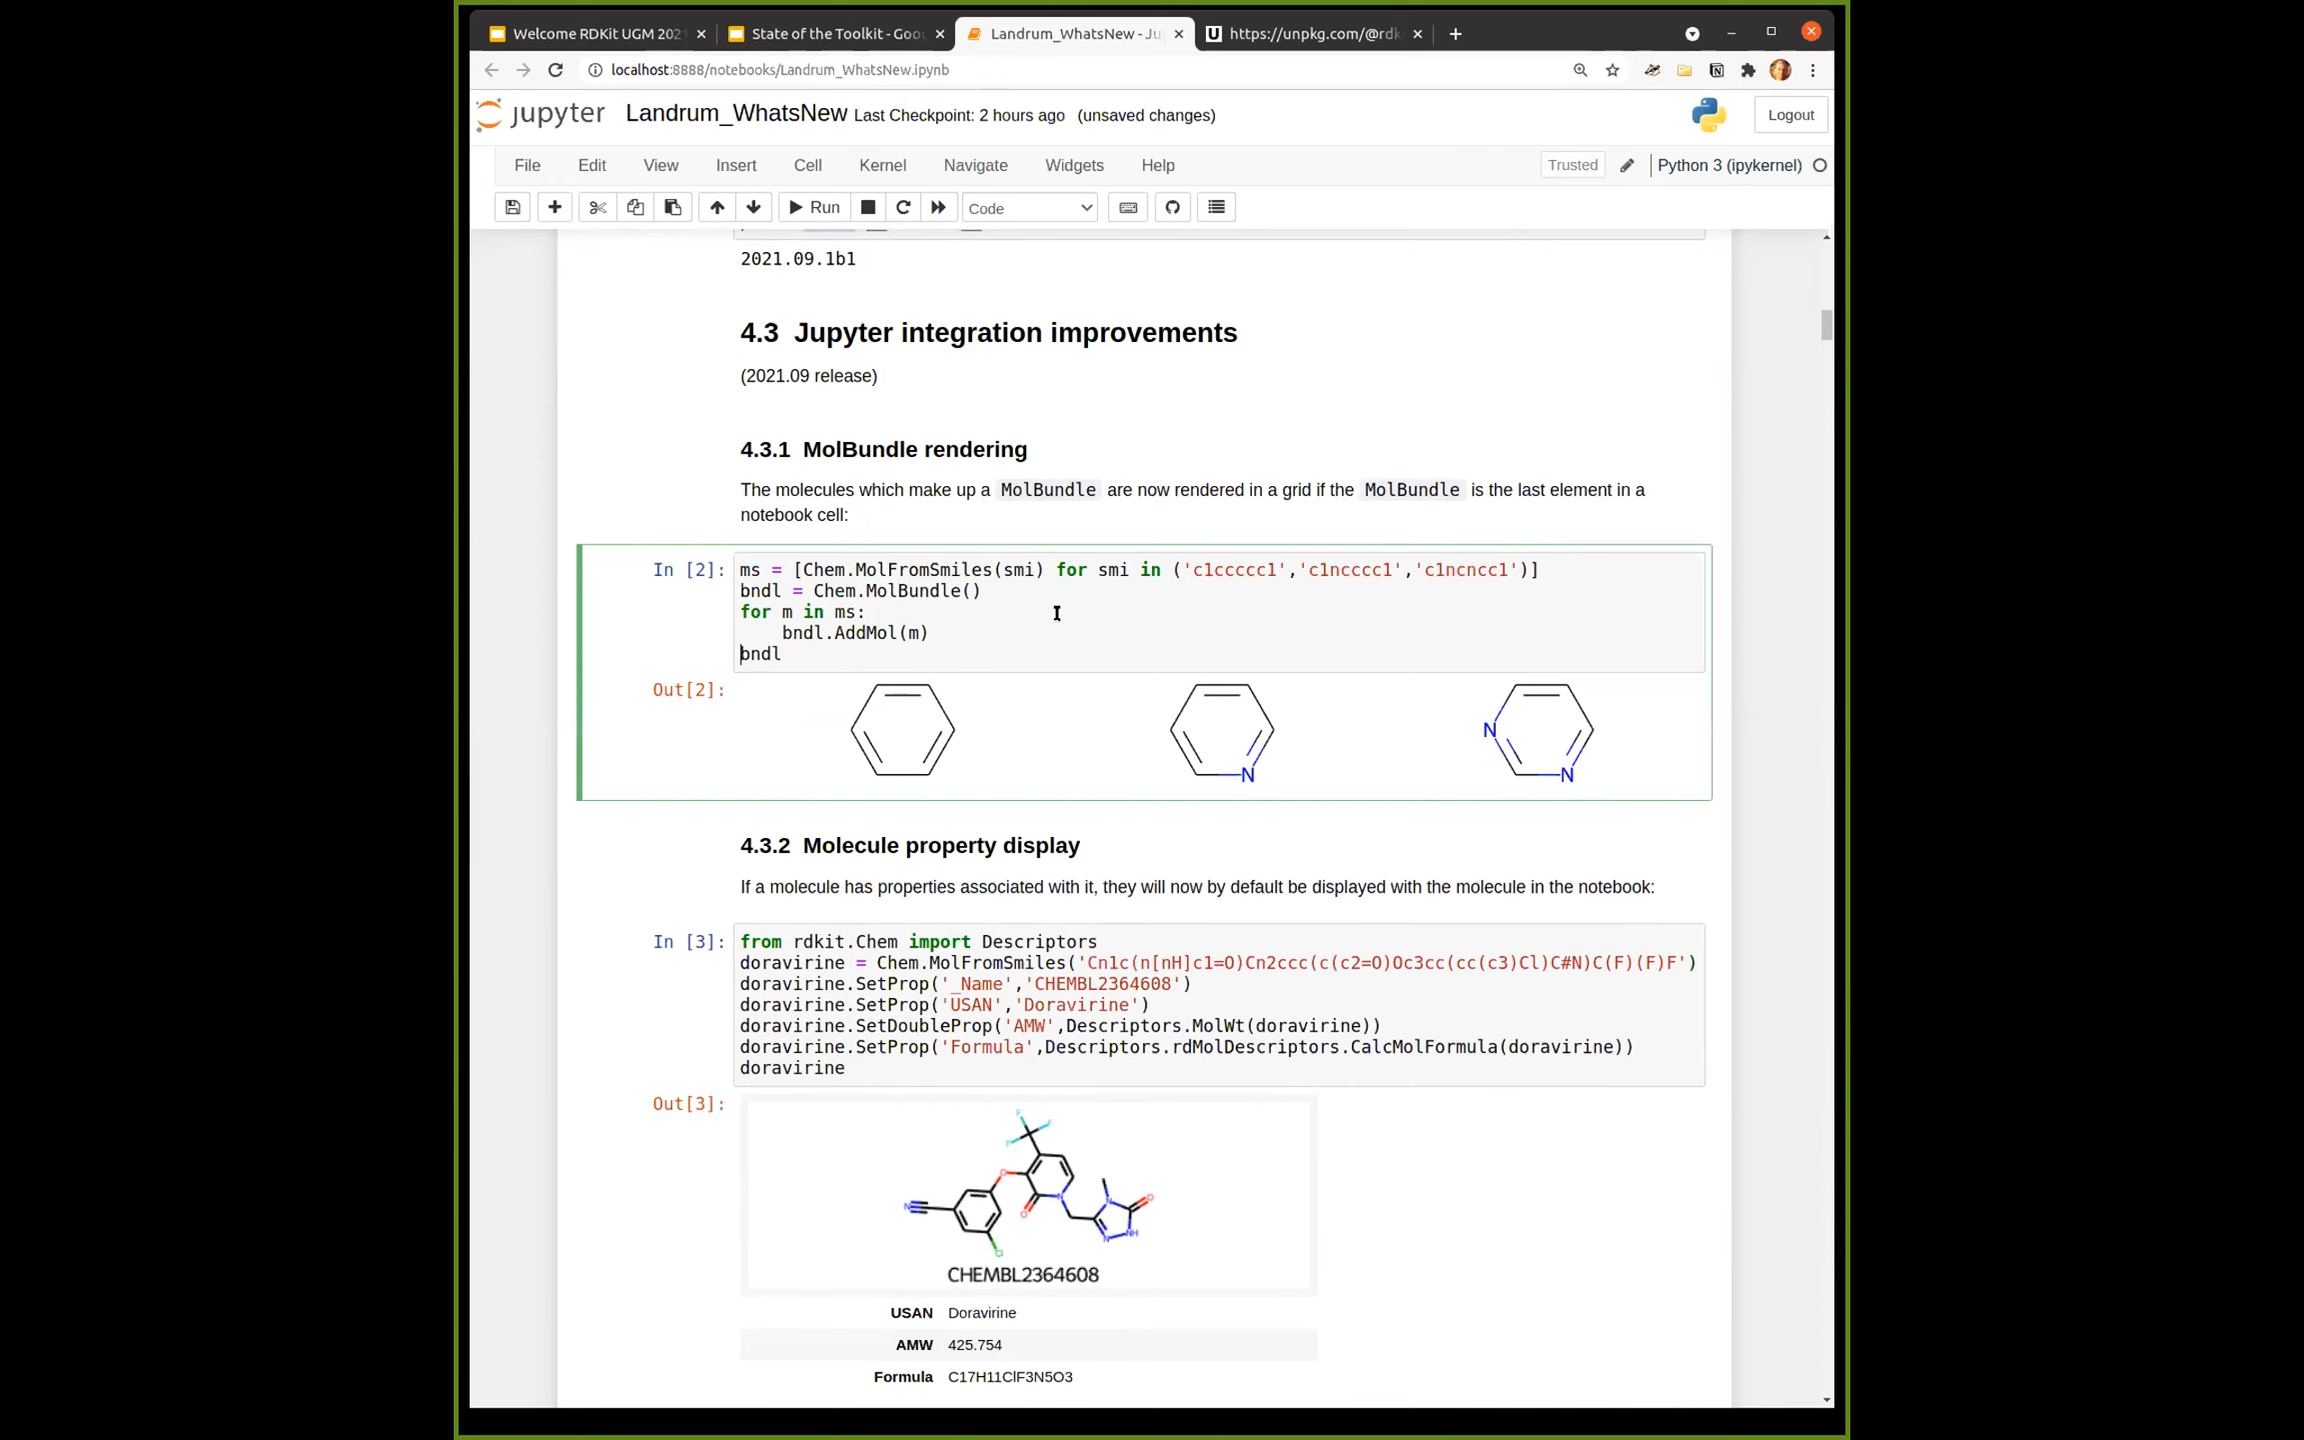 Welcome RDKit UGM 202
State of the Toolkit - Goo
Landrum_WhatsNew - Ju
https://unpkg.com/@rdk
localhost:8888/notebooks/Landrum_WhatsNew.ipynb
jupyter Landrum_WhatsNew Last Checkpoint: 2 hours ago (unsaved changes)
Logout
File Edit View Insert Cell Kernel Navigate Widgets Help
Trusted
Python 3 (ipykernel)
Run
Code
2021.09.1b1
4.3 Jupyter integration improvements
(2021.09 release)
4.3.1 MolBundle rendering
The molecules which make up a MolBundle are now rendered in a grid if the MolBundle is the last element in a
notebook cell:
In [2]: ms = [Chem.MolFromSmiles(smi) for smi in ('c1ccccc1','c1ncccc1','c1ncncc1')]
bndl = Chem.MolBundle()
for m in ms:
    bndl.AddMol(m)
bndl
Out[2]:
N
N
N
4.3.2 Molecule property display
If a molecule has properties associated with it, they will now by default be displayed with the molecule in the notebook:
In [3]: from rdkit.Chem import Descriptors
doravirine = Chem.MolFromSmiles('Cn1c(n[nH]c1=O)Cn2ccc(c(c2=O)Oc3cc(cc(c3)Cl)C#N)C(F)(F)F')
doravirine.SetProp('_Name','CHEMBL2364608')
doravirine.SetProp('USAN','Doravirine')
doravirine.SetDoubleProp('AMW',Descriptors.MolWt(doravirine))
doravirine.SetProp('Formula',Descriptors.rdMolDescriptors.CalcMolFormula(doravirine))
doravirine
Out[3]:
F
F
F
O
N
N
O
N
O
Cl
N
NH
CHEMBL2364608
USAN Doravirine
AMW 425.754
Formula C17H11ClF3N5O3